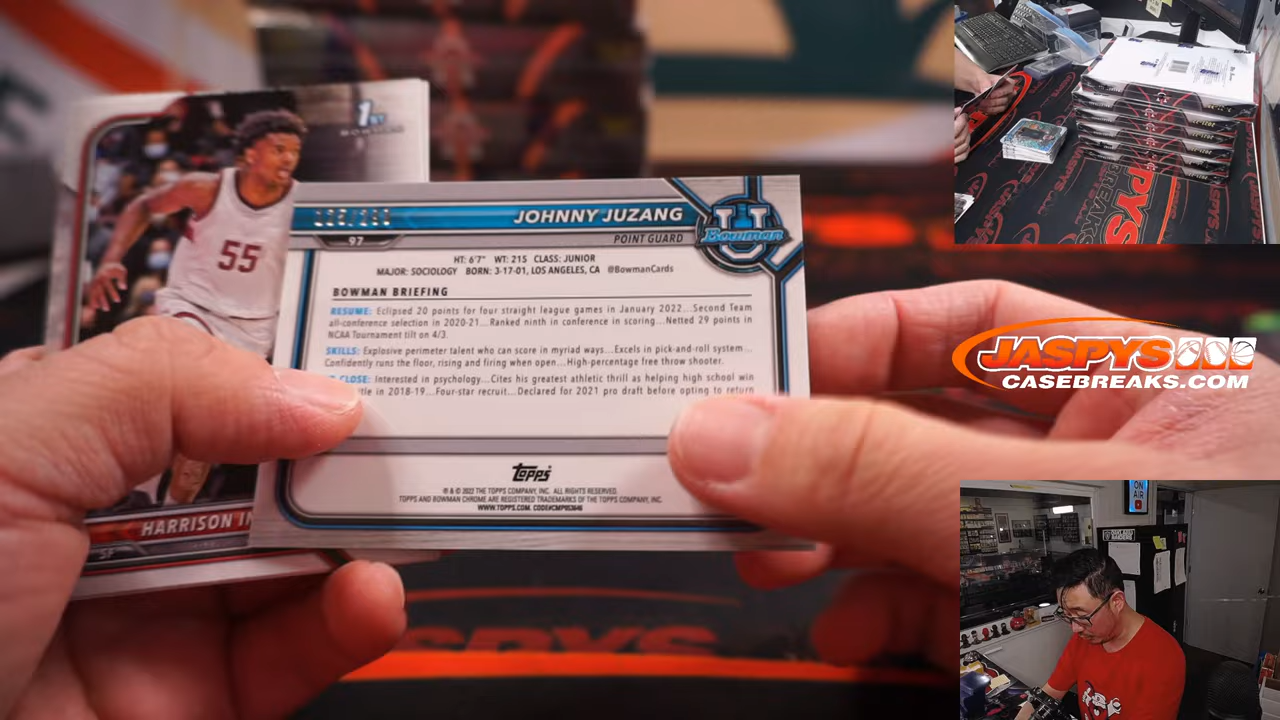 1ST
BOWMAN
55
JOHNNY JUZANG
Bowman
97
POINT GUARD
HT: 6'7" WT: 215 CLASS: JUNIOR
MAJOR: SOCIOLOGY BORN: 3-17-01, LOS ANGELES, CA @BowmanCards
BOWMAN BRIEFING
RESUME: Eclipsed 20 points for four straight league games in January 2022...Second Team
all-conference selection in 2020-21...Ranked ninth in conference in scoring...Netted 29 points in
NCAA Tournament tilt on 4/3.
SKILLS: Explosive perimeter talent who can score in myriad ways...Excels in pick-and-roll system...
Confidently runs the floor, rising and firing when open...High-percentage free throw shooter.
CLOSE: Interested in psychology...Cites his greatest athletic thrill as helping high school win
in 2018-19...Four-star recruit...Declared for 2021 pro draft before opting to return
Topps
® & © 2022 THE TOPPS COMPANY, INC. ALL RIGHTS RESERVED.
TOPPS AND BOWMAN CHROME ARE REGISTERED TRADEMARKS OF THE TOPPS COMPANY, INC.
WWW.TOPPS.COM
HARRISON
SF
JASPYS
CASEBREAKS.COM
ON
AIR